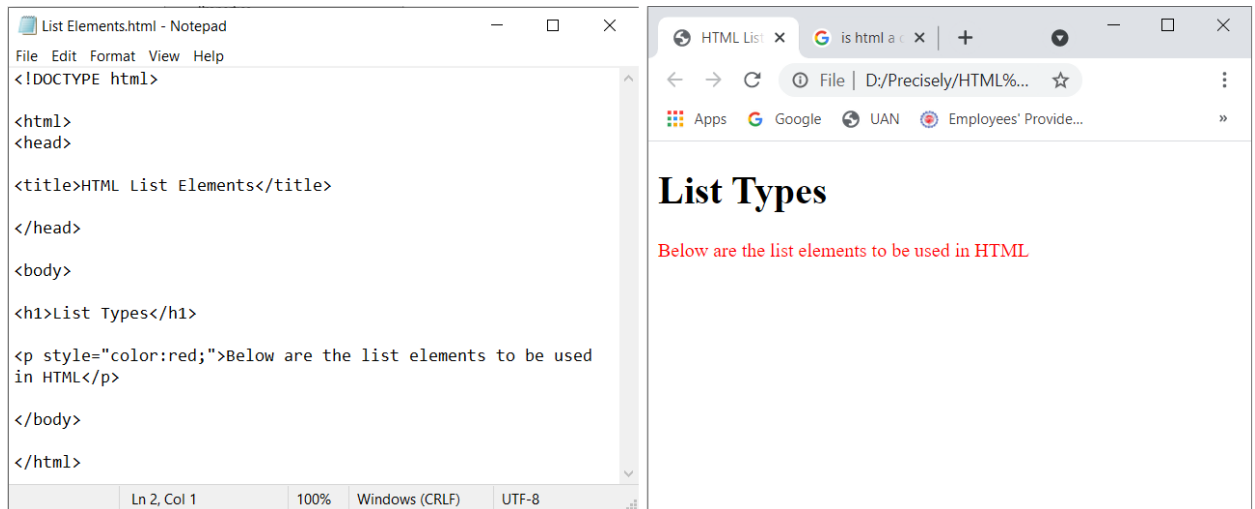 List Elements.html - Notepad
File Edit Format View Help
<!DOCTYPE html>
<html>
<head>
<title>HTML List Elements</title>
</head>
<body>
<h1>List Types</h1>
<p style="color:red;">Below are the list elements to be used
in HTML</p>
</body>
</html>
Ln 2, Col 1 100% Windows (CRLF) UTF-8
HTML List is html a
File D:/Precisely/HTML%...
Apps Google UAN Employees' Provide...
List Types
Below are the list elements to be used in HTML